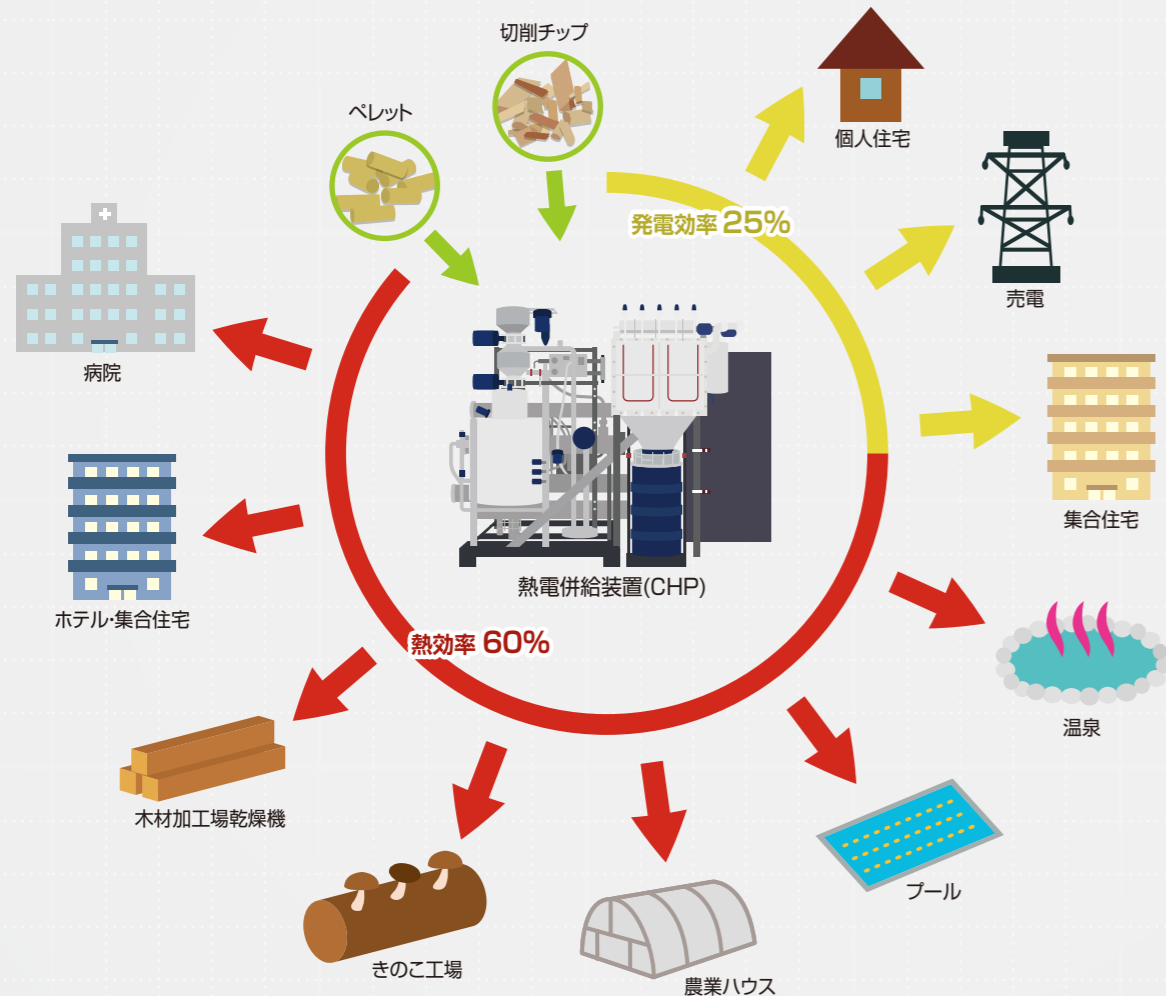 切削チップ
ペレット
個人住宅
発電効率 25%
売電
病院
集合住宅
熱電併給装置(CHP)
ホテル・集合住宅
熱効率 60%
温泉
木材加工場乾燥機
プール
きのこ工場
農業ハウス